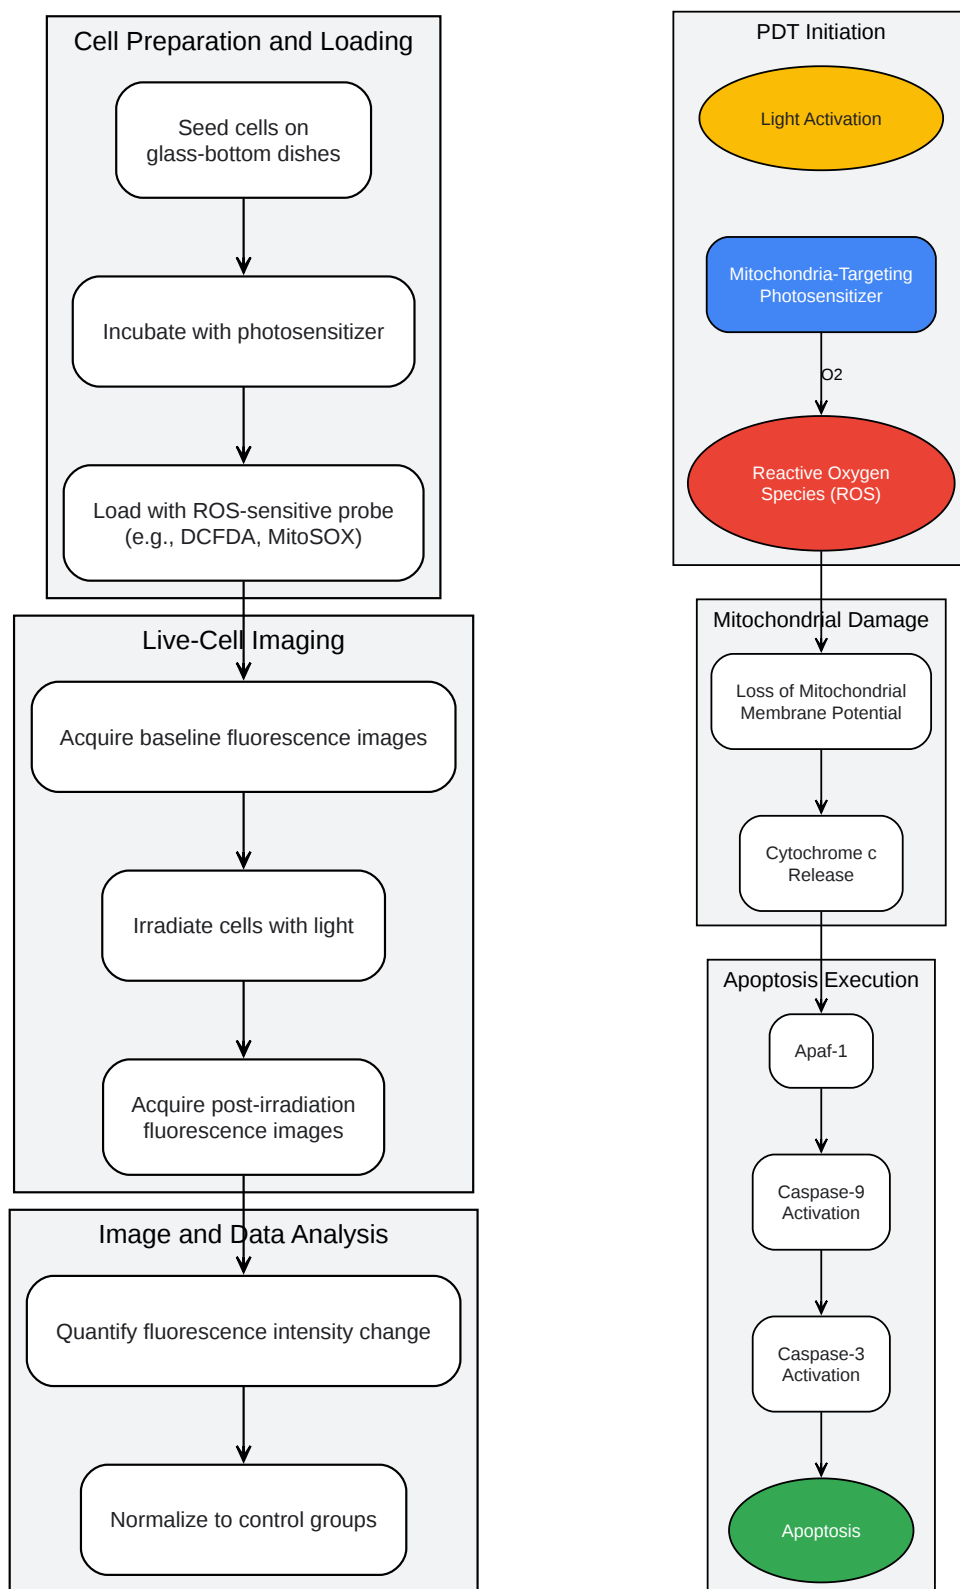 Cell Preparation and Loading
Seed cells on
glass-bottom dishes
Incubate with photosensitizer
Load with ROS-sensitive probe
(e.g., DCFDA, MitoSOX)
Live-Cell Imaging
Acquire baseline fluorescence images
Irradiate cells with light
Acquire post-irradiation
fluorescence images
Image and Data Analysis
Quantify fluorescence intensity change
Normalize to control groups
PDT Initiation
Light Activation
Mitochondria-Targeting
Photosensitizer
O2
Reactive Oxygen
Species (ROS)
Mitochondrial Damage
Loss of Mitochondrial
Membrane Potential
Cytochrome c
Release
Apoptosis Execution
Apaf-1
Caspase-9
Activation
Caspase-3
Activation
Apoptosis